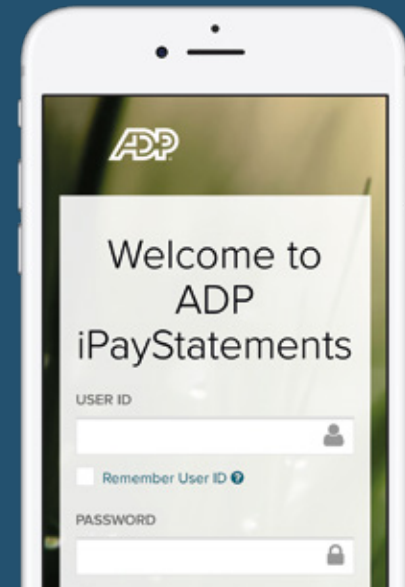 ADP
Welcome to
ADP
iPayStatements
USER ID
Remember User ID
PASSWORD